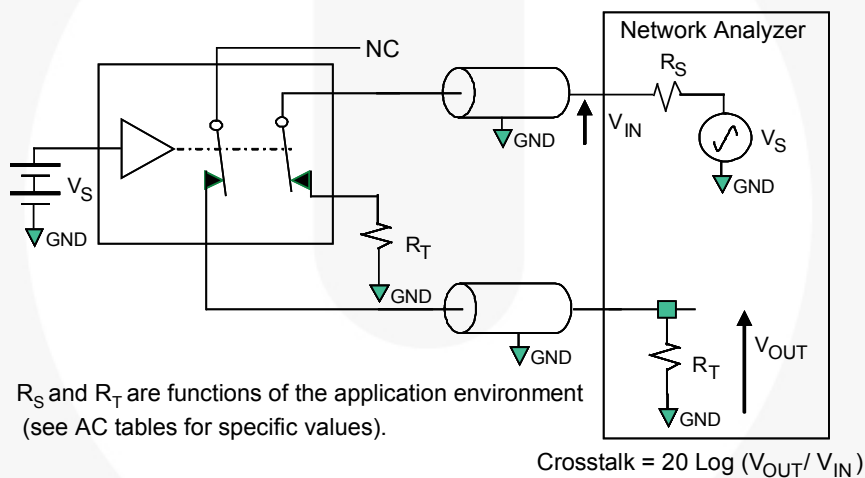 Network Analyzer
NC
R_S
V_IN
V_S
GND
GND
V_S
GND
R_T
GND
GND
V_OUT
R_T
GND
R_S and R_T are functions of the application environment
(see AC tables for specific values).
Crosstalk = 20 Log (V_OUT/ V_IN)